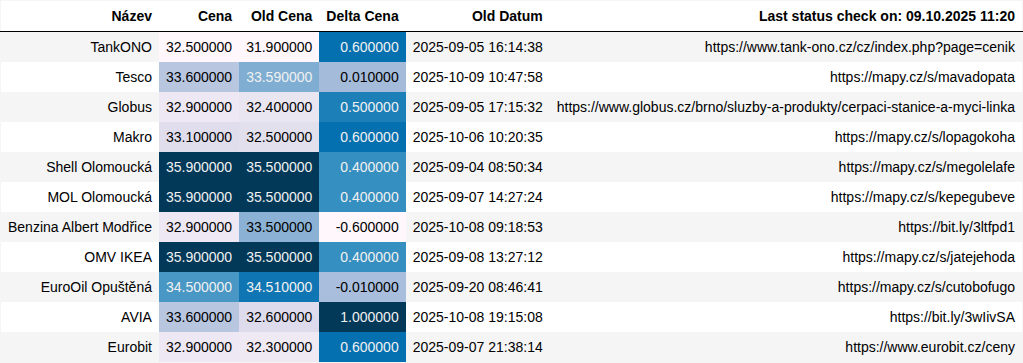 Název Cena Old Cena Delta Cena Old Datum Last status check on: 09.10.2025 11:20
TankONO 32.500000 31.900000 0.600000 2025-09-05 16:14:38 https://www.tank-ono.cz/cz/index.php?page=cenik
Tesco 33.600000 33.590000 0.010000 2025-10-09 10:47:58 https://mapy.cz/s/mavadopata
Globus 32.900000 32.400000 0.500000 2025-09-05 17:15:32 https://www.globus.cz/brno/sluzby-a-produkty/cerpaci-stanice-a-myci-linka
Makro 33.100000 32.500000 0.600000 2025-10-06 10:20:35 https://mapy.cz/s/lopagokoha
Shell Olomoucká 35.900000 35.500000 0.400000 2025-09-04 08:50:34 https://mapy.cz/s/megolelafe
MOL Olomoucká 35.900000 35.500000 0.400000 2025-09-07 14:27:24 https://mapy.cz/s/kepegubeve
Benzina Albert Modřice 32.900000 33.500000 -0.600000 2025-10-08 09:18:53 https://bit.ly/3ltfpd1
OMV IKEA 35.900000 35.500000 0.400000 2025-09-08 13:27:12 https://mapy.cz/s/jatejehoda
EuroOil Opuštěná 34.500000 34.510000 -0.010000 2025-09-20 08:46:41 https://mapy.cz/s/cutobofugo
AVIA 33.600000 32.600000 1.000000 2025-10-08 19:15:08 https://bit.ly/3wIivSA
Eurobit 32.900000 32.300000 0.600000 2025-09-07 21:38:14 https://www.eurobit.cz/ceny